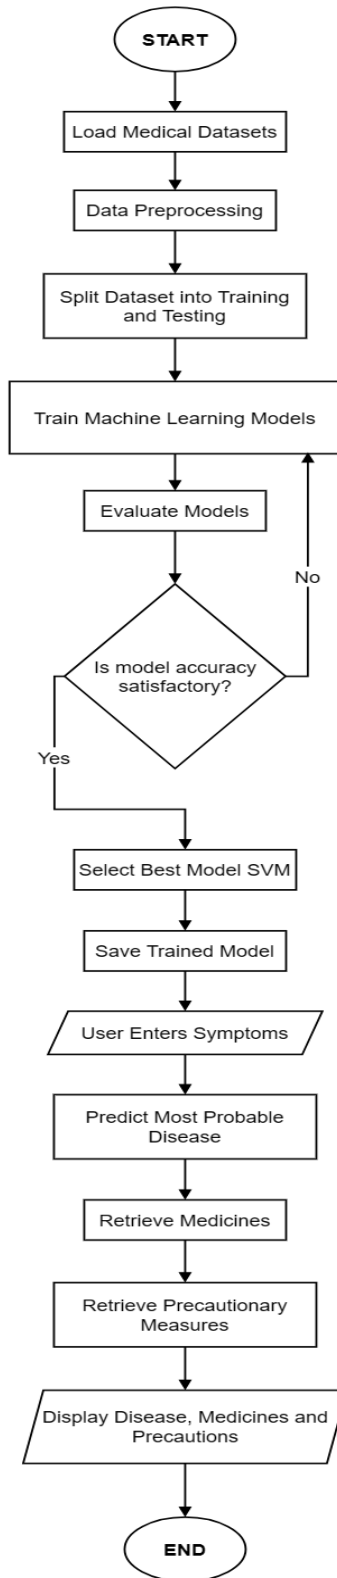 START
Load Medical Datasets
Data Preprocessing
Split Dataset into Training
and Testing
Train Machine Learning Models
Evaluate Models
No
Is model accuracy
satisfactory?
Yes
Select Best Model SVM
Save Trained Model
User Enters Symptoms
Predict Most Probable
Disease
Retrieve Medicines
Retrieve Precautionary
Measures
Display Disease, Medicines and
Precautions
END